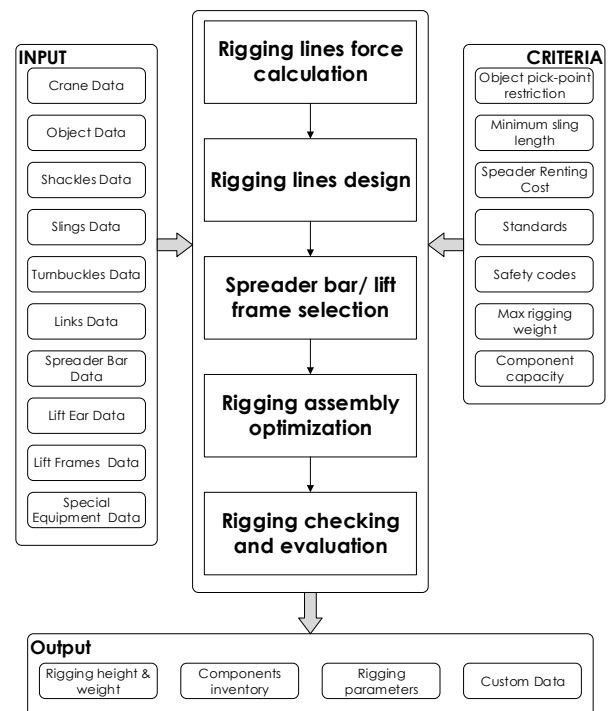 INPUT
Crane Data
Object Data
Shackles Data
Slings Data
Turnbuckles Data
Links Data
Spreader Bar
Data
Lift Ear Data
Lift Frames Data
Special
Equipment Data
Rigging lines force
calculation
Rigging lines design
Spreader bar/ lift
frame selection
Rigging assembly
optimization
Rigging checking
and evaluation
CRITERIA
Object pick-point
restriction
Minimum sling
length
Speader Renting
Cost
Standards
Safety codes
Max rigging
weight
Component
capacity
Output
Rigging height &
weight
Components
inventory
Rigging
parameters
Custom Data